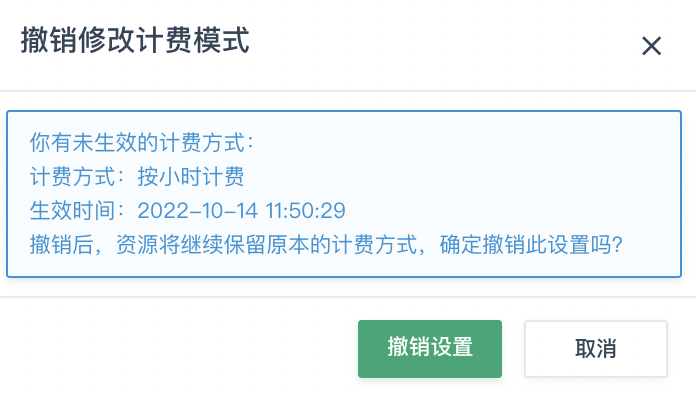 撤销修改计费模式
你有未生效的计费方式：
计费方式：按小时计费
生效时间：2022-10-14 11:50:29
撤销后，资源将继续保留原本的计费方式，确定撤销此设置吗？
撤销设置
取消